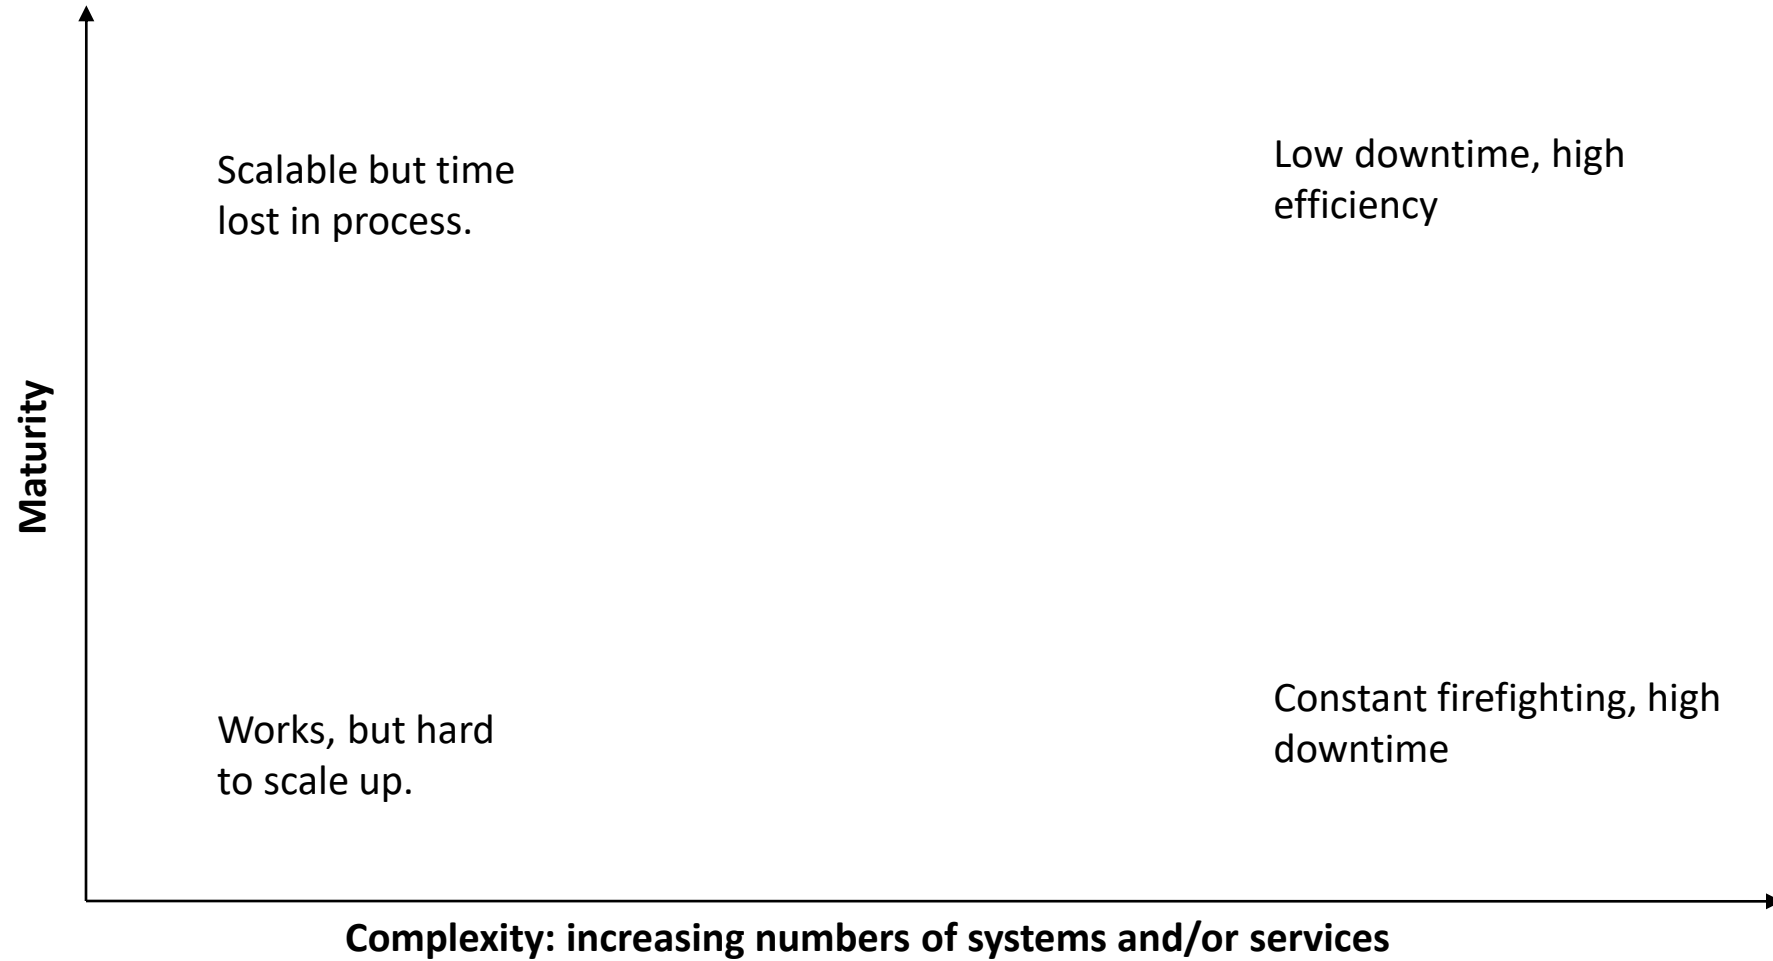 Scalable but time
lost in process.
Low downtime, high
efficiency
Maturity
Works, but hard
to scale up.
Constant firefighting, high
downtime
Complexity: increasing numbers of systems and/or services